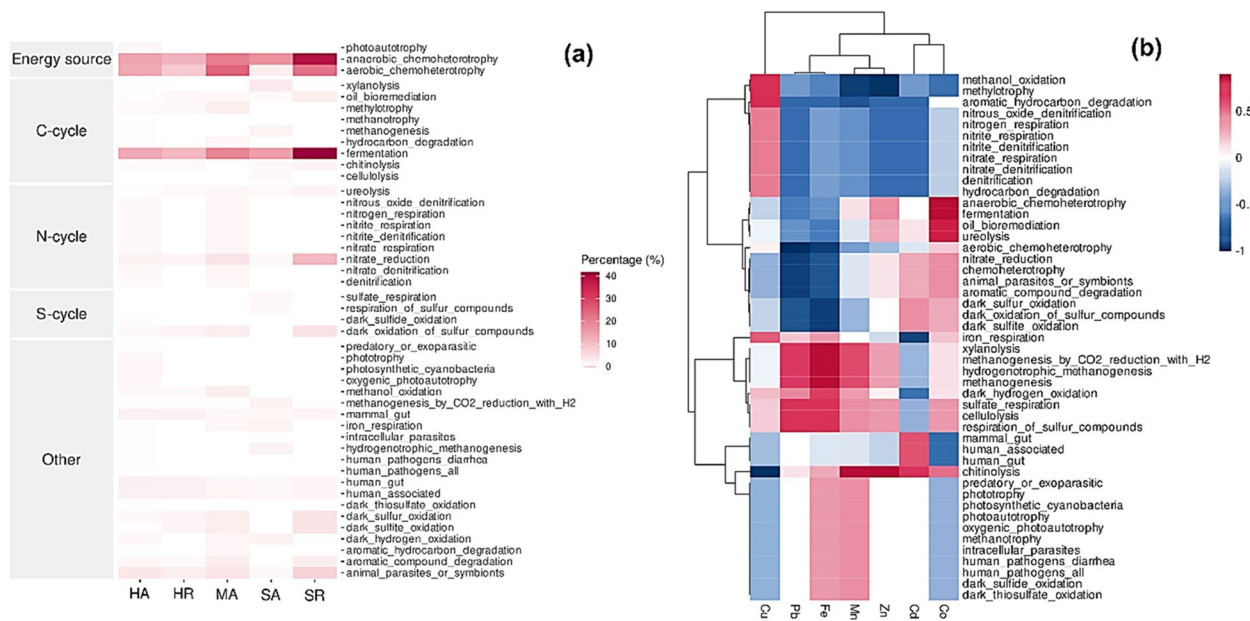 (a)
Energy source
C-cycle
N-cycle
S-cycle
Other
photoautotrophy
anaerobic_chemoheterotrophy
aerobic_chemoheterotrophy
xylanolysis
oil_bioremediation
methylotrophy
methanotrophy
methanogenesis
hydrocarbon_degradation
fermentation
chitinolysis
cellulolysis
ureolysis
nitrous_oxide_denitrification
nitrogen_respiration
nitrite_respiration
nitrite_denitrification
nitrate_respiration
nitrate_reduction
nitrate_denitrification
denitrification
sulfate_respiration
respiration_of_sulfur_compounds
dark_sulfide_oxidation
dark_oxidation_of_sulfur_compounds
predatory_or_exoparasitic
phototrophy
photosynthetic_cyanobacteria
oxygenic_photoautotrophy
methanol_oxidation
methanogenesis_by_CO2_reduction_with_H2
mammal_gut
iron_respiration
intracellular_parasites
hydrogenotrophic_methanogenesis
human_pathogens_diarrhea
human_pathogens_all
human_gut
human_associated
dark_thiosulfate_oxidation
dark_sulfur_oxidation
dark_sulfite_oxidation
dark_hydrogen_oxidation
aromatic_hydrocarbon_degradation
aromatic_compound_degradation
animal_parasites_or_symbionts
HA HR MA SA SR
Percentage (%)
40
30
20
10
0
(b)
methanol_oxidation
methylotrophy
aromatic_hydrocarbon_degradation
nitrous_oxide_denitrification
nitrogen_respiration
nitrite_respiration
nitrite_denitrification
nitrate_respiration
nitrate_denitrification
denitrification
hydrocarbon_degradation
anaerobic_chemoheterotrophy
fermentation
oil_bioremediation
ureolysis
aerobic_chemoheterotrophy
nitrate_reduction
chemoheterotrophy
animal_parasites_or_symbionts
aromatic_compound_degradation
dark_sulfur_oxidation
dark_oxidation_of_sulfur_compounds
dark_sulfite_oxidation
iron_respiration
xylanolysis
methanogenesis_by_CO2_reduction_with_H2
hydrogenotrophic_methanogenesis
methanogenesis
dark_hydrogen_oxidation
sulfate_respiration
cellulolysis
respiration_of_sulfur_compounds
mammal_gut
human_associated
human_gut
chitinolysis
predatory_or_exoparasitic
phototrophy
photosynthetic_cyanobacteria
photoautotrophy
oxygenic_photoautotrophy
methanotrophy
intracellular_parasites
human_pathogens_diarrhea
human_pathogens_all
dark_sulfide_oxidation
dark_thiosulfate_oxidation
Cu Pb Fe Mn Zn Cd Co
0.5
0
-0.
-1